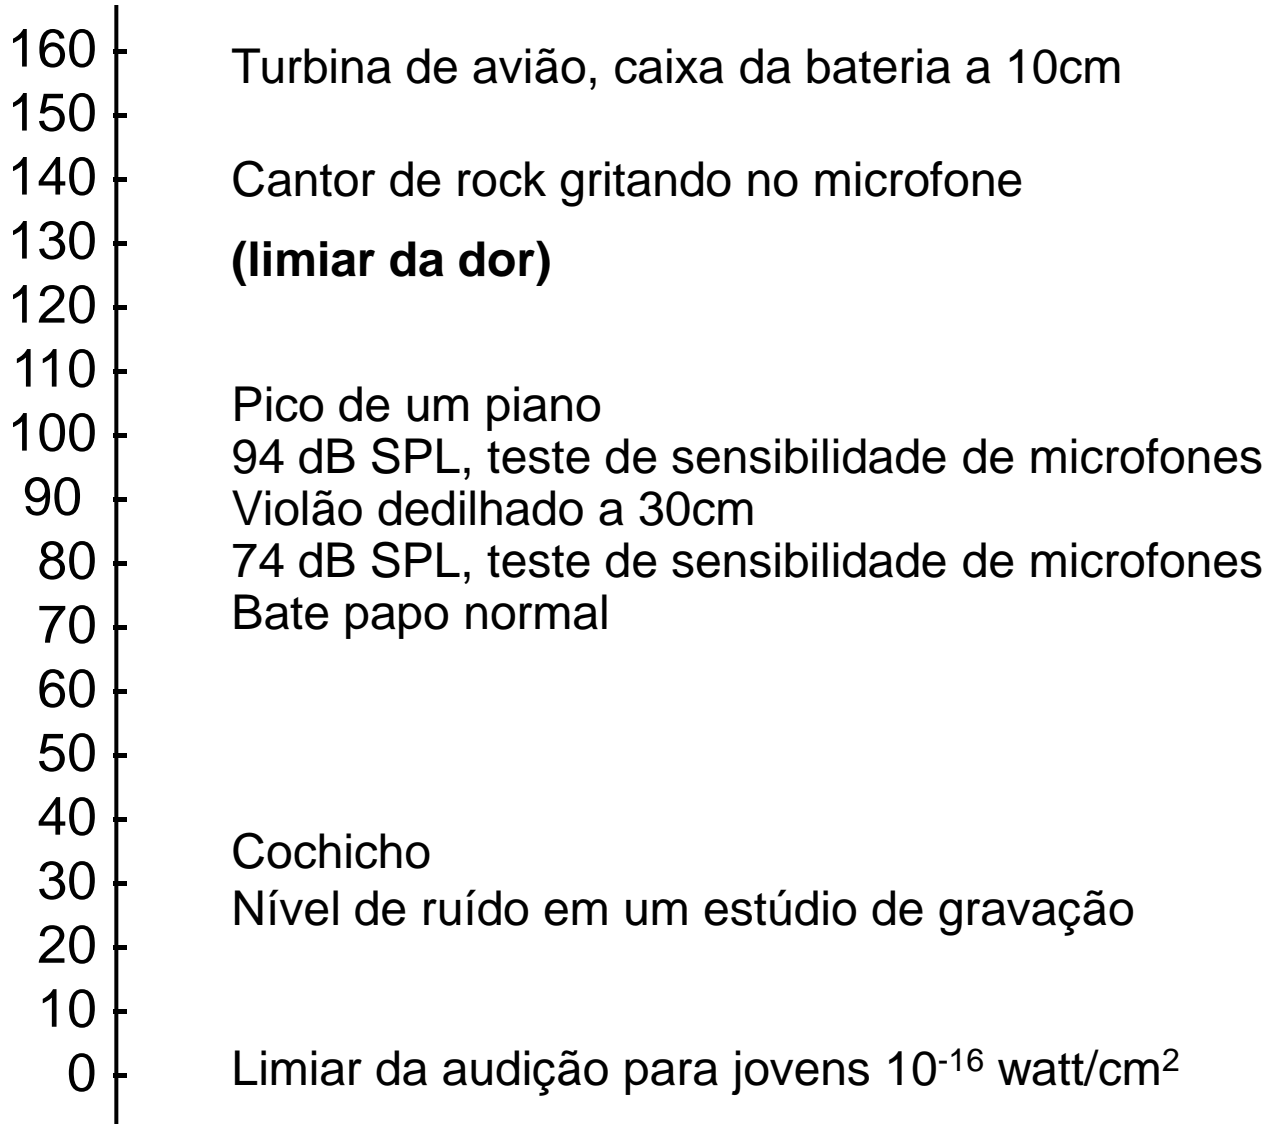 160 Turbina de avião, caixa da bateria a 10cm
150
140 Cantor de rock gritando no microfone
130 (limiar da dor)
120
110
Pico de um piano
100
94 dB SPL, teste de sensibilidade de microfones
90 Violão dedilhado a 30cm
80 74 dB SPL, teste de sensibilidade de microfones
70 Bate papo normal
60
50
40
Cochicho
30
Nível de ruído em um estúdio de gravação
20
10
0 Limiar da audição para jovens 10⁻¹⁶ watt/cm²